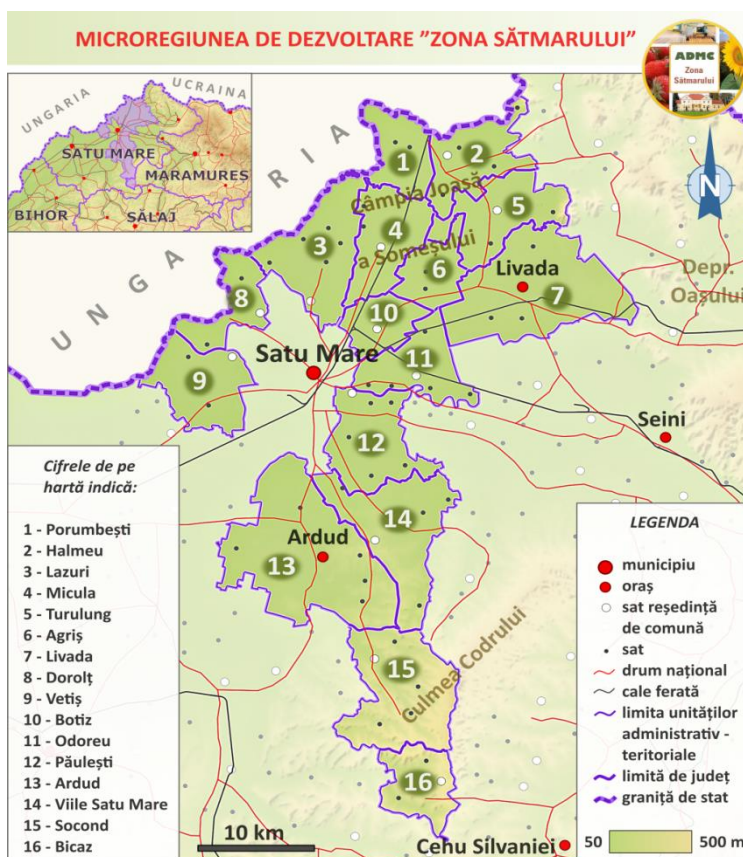 MICROREGIUNEA DE DEZVOLTARE ”ZONA SĂTMARULUI”
ADMC
Zona
Sătmarului
UNGARIA
UCRAINA
SATU MARE
MARAMUREȘ
BIHOR
SĂLAJ
UNGARIA
N
1
2
Câmpia Joasă
5
3
4
a Someșului
6
Livada
Depr.
Oașului
8
7
10
Satu Mare
11
9
Seini
12
14
Ardud
13
15
Culmea Codrului
16
Cehu Silvaniei
10 km
Cifrele de pe
hartă indică:
1 - Porumbești
2 - Halmeu
3 - Lazuri
4 - Micula
5 - Turulung
6 - Agriș
7 - Livada
8 - Dorolț
9 - Vetiș
10 - Botiz
11 - Odoreu
12 - Păulești
13 - Ardud
14 - Viile Satu Mare
15 - Socond
16 - Bicaz
LEGENDA
municipiu
oraș
sat reședință
de comună
sat
drum național
cale ferată
limita unităților
administrativ -
teritoriale
limită de județ
graniță de stat
50 500 m